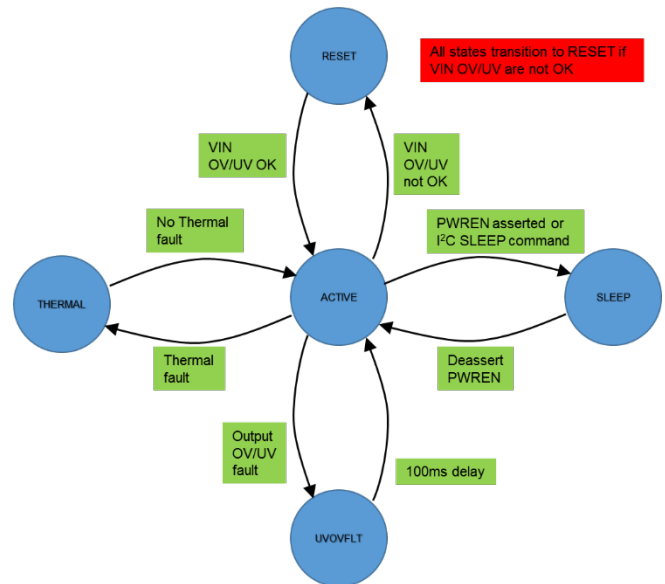 RESET
All states transition to RESET if
VIN OV/UV are not OK
VIN
OV/UV OK
VIN
OV/UV
not OK
No Thermal
fault
PWREN asserted or
I²C SLEEP command
THERMAL
ACTIVE
SLEEP
Thermal
fault
Deassert
PWREN
Output
OV/UV
fault
100ms delay
UVOVFLT